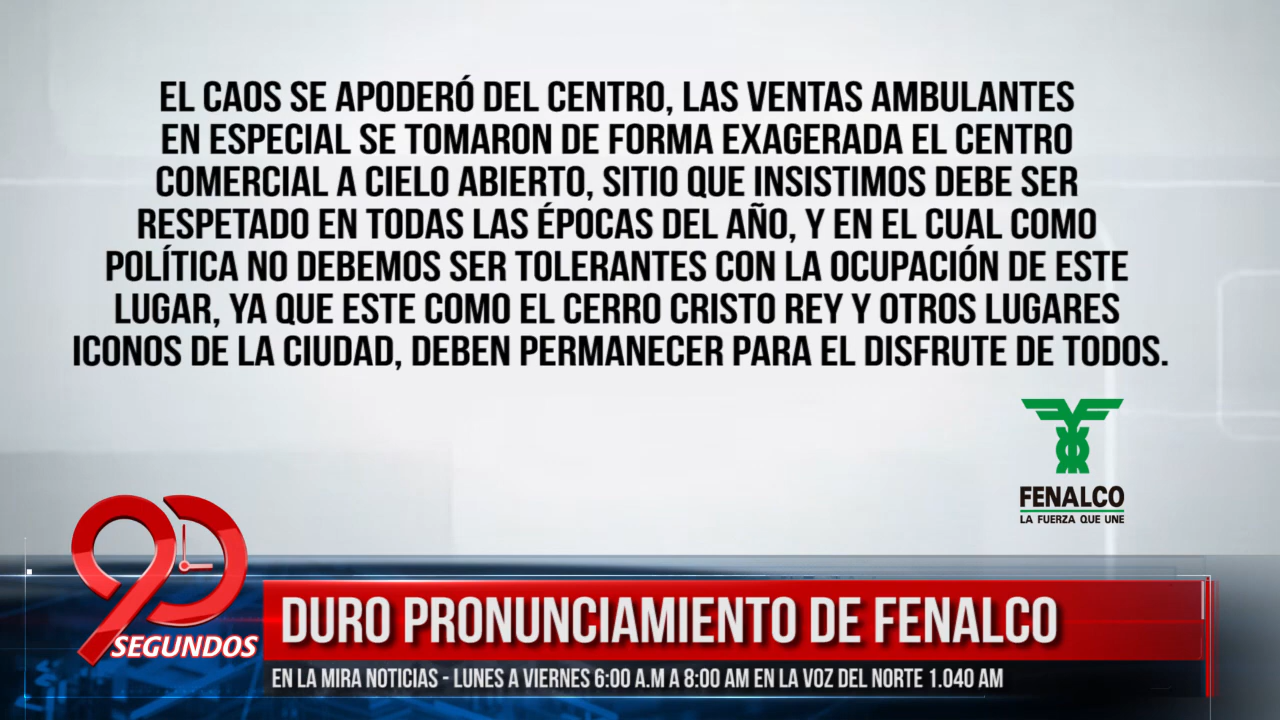 EL CAOS SE APODERÓ DEL CENTRO, LAS VENTAS AMBULANTES
EN ESPECIAL SE TOMARON DE FORMA EXAGERADA EL CENTRO
COMERCIAL A CIELO ABIERTO, SITIO QUE INSISTIMOS DEBE SER
RESPETADO EN TODAS LAS ÉPOCAS DEL AÑO, Y EN EL CUAL COMO
POLÍTICA NO DEBEMOS SER TOLERANTES CON LA OCUPACIÓN DE ESTE
LUGAR, YA QUE ESTE COMO EL CERRO CRISTO REY Y OTROS LUGARES
ICONOS DE LA CIUDAD, DEBEN PERMANECER PARA EL DISFRUTE DE TODOS.
FENALCO
LA FUERZA QUE UNE
90
SEGUNDOS
DURO PRONUNCIAMIENTO DE FENALCO
EN LA MIRA NOTICIAS - LUNES A VIERNES 6:00 A.M A 8:00 AM EN LA VOZ DEL NORTE 1.040 AM